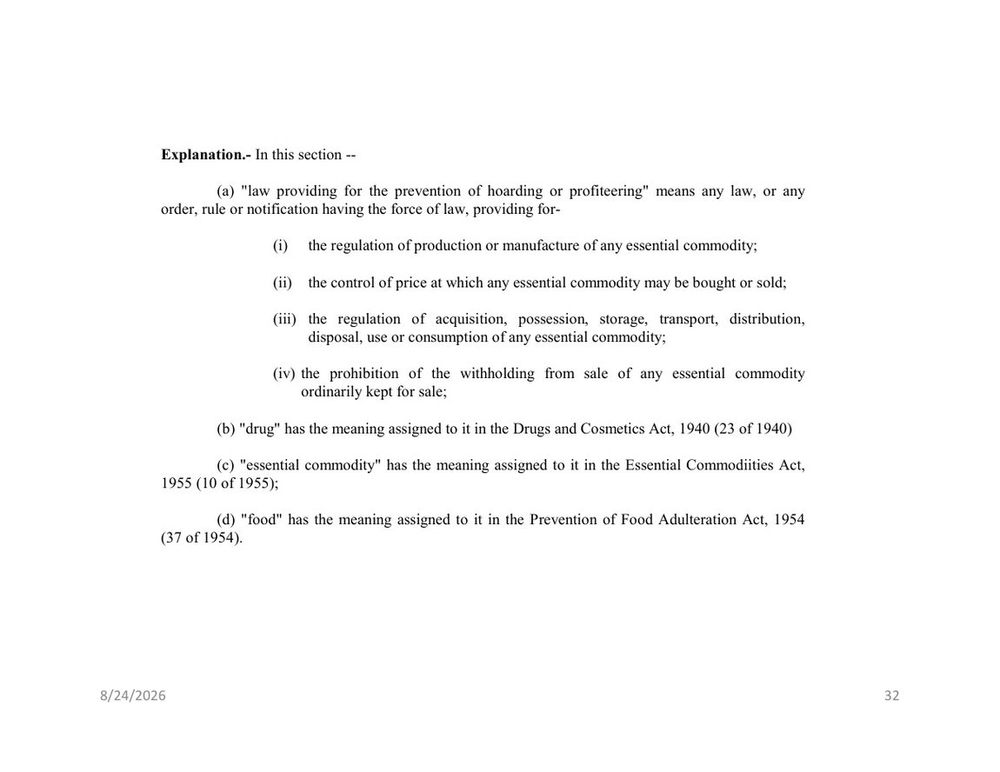 Explanation.- In this section --
(a) "law providing for the prevention of hoarding or profiteering" means any law, or any
order, rule or notification having the force of law, providing for-
(i) the regulation of production or manufacture of any essential commodity;
(ii) the control of price at which any essential commodity may be bought or sold;
(iii) the regulation of acquisition, possession, storage, transport, distribution,
disposal, use or consumption of any essential commodity;
(iv) the prohibition of the withholding from sale of any essential commodity
ordinarily kept for sale;
(b) "drug" has the meaning assigned to it in the Drugs and Cosmetics Act, 1940 (23 of 1940)
(c) "essential commodity" has the meaning assigned to it in the Essential Commodiities Act,
1955 (10 of 1955);
(d) "food" has the meaning assigned to it in the Prevention of Food Adulteration Act, 1954
(37 of 1954).
8/24/2026
32